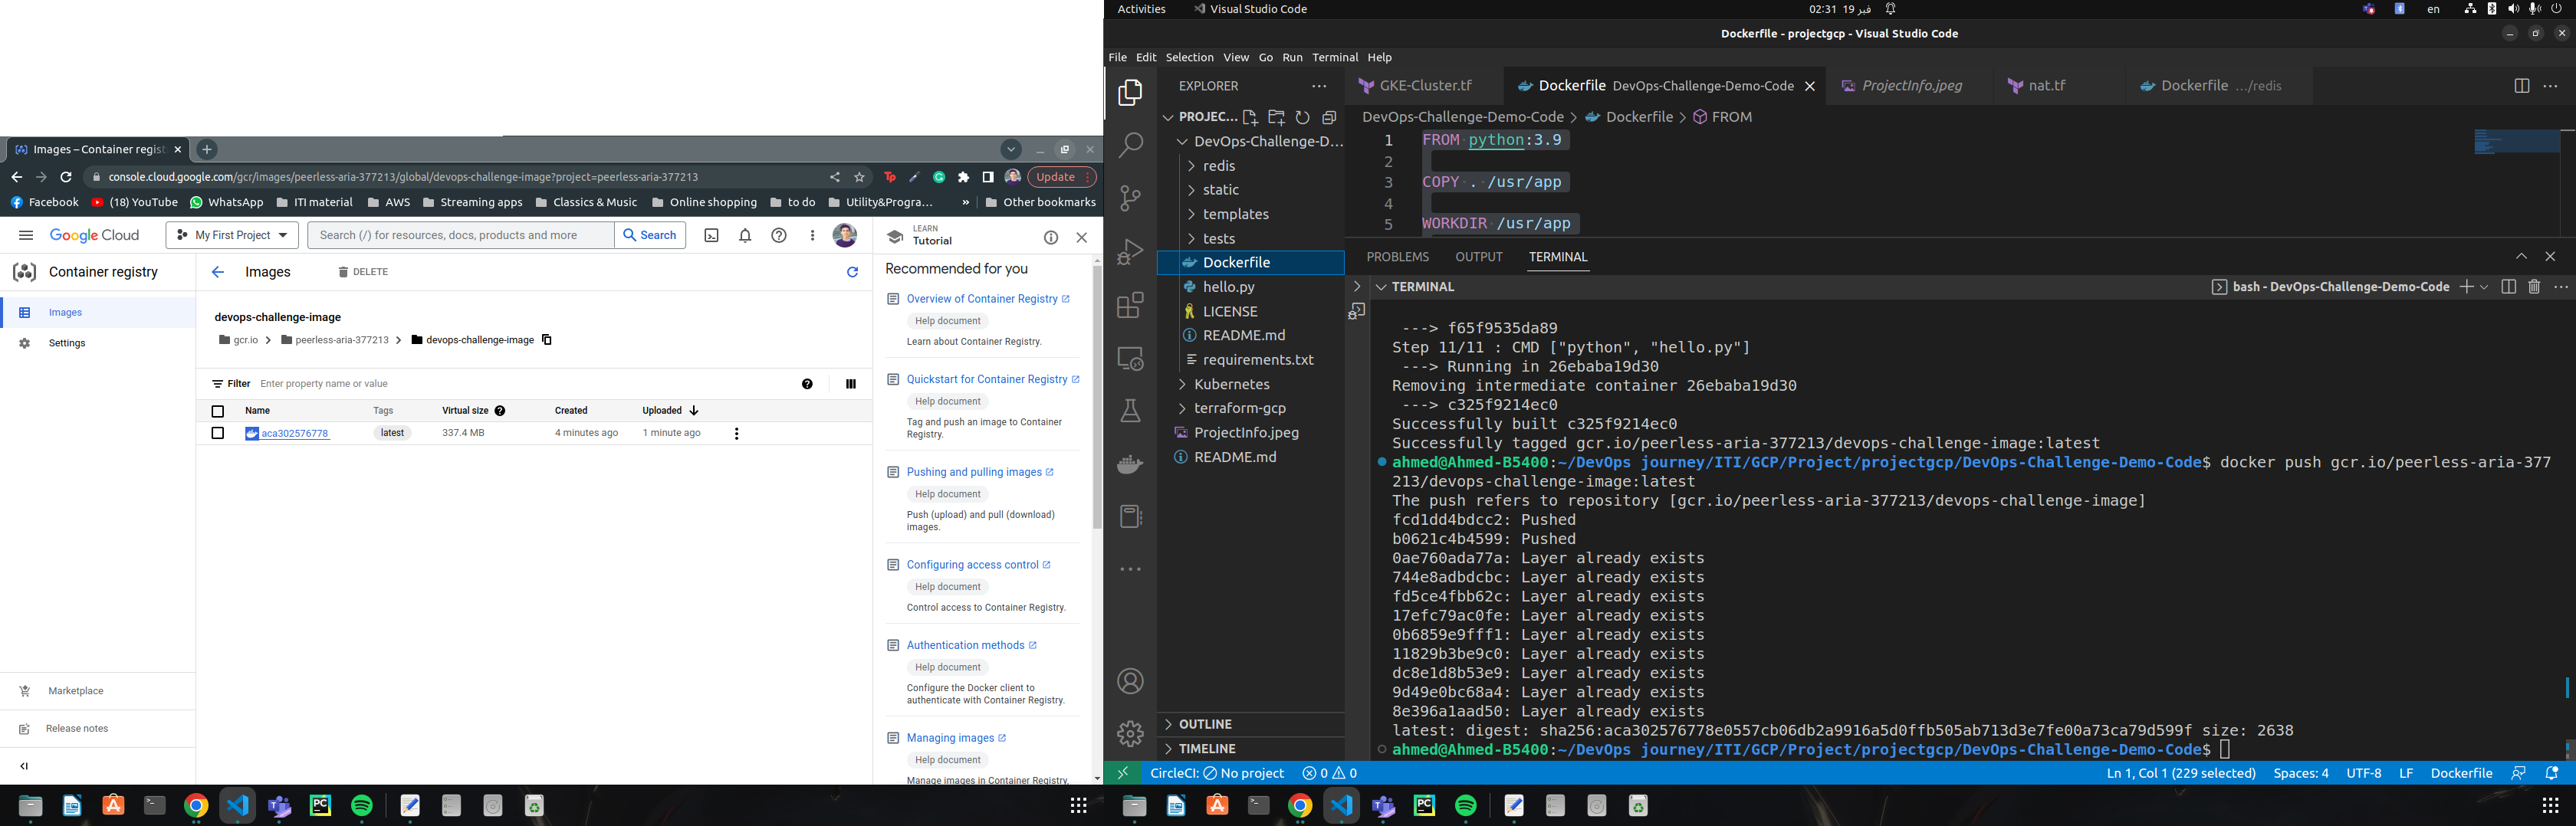 Images – Container regist
console.cloud.google.com/gcr/images/peerless-aria-377213/global/devops-challenge-image?project=peerless-aria-377213
Update
Facebook (18) YouTube WhatsApp ITI material AWS Streaming apps Classics & Music Online shopping to do Utility&Progra… » Other bookmarks
Google Cloud My First Project Search (/) for resources, docs, products and more Search
LEARN
Tutorial
Container registry Images DELETE
Images
Settings
Marketplace
Release notes
devops-challenge-image
gcr.io peerless-aria-377213 devops-challenge-image
Filter Enter property name or value
Name Tags Virtual size Created Uploaded
aca302576778 latest 337.4 MB 4 minutes ago 1 minute ago
Recommended for you
Overview of Container Registry
Help document
Learn about Container Registry.
Quickstart for Container Registry
Help document
Tag and push an image to Container
Registry.
Pushing and pulling images
Help document
Push (upload) and pull (download)
images.
Configuring access control
Help document
Control access to Container Registry.
Authentication methods
Help document
Configure the Docker client to
authenticate with Container Registry.
Managing images
Help document
Manage images in Container Registry,
Activities Visual Studio Code 02:31 19 فبر en
Dockerfile - projectgcp - Visual Studio Code
File Edit Selection View Go Run Terminal Help
EXPLORER ···
PROJEC...
DevOps-Challenge-D...
redis
static
templates
tests
Dockerfile
hello.py
LICENSE
README.md
requirements.txt
Kubernetes
terraform-gcp
ProjectInfo.jpeg
README.md
OUTLINE
TIMELINE
GKE-Cluster.tf Dockerfile DevOps-Challenge-Demo-Code ProjectInfo.jpeg nat.tf Dockerfile .../redis
DevOps-Challenge-Demo-Code > Dockerfile > FROM
1 FROM python:3.9
2
3 COPY . /usr/app
4
5 WORKDIR /usr/app
PROBLEMS OUTPUT TERMINAL
TERMINAL bash - DevOps-Challenge-Demo-Code
---> f65f9535da89
Step 11/11 : CMD ["python", "hello.py"]
---> Running in 26ebaba19d30
Removing intermediate container 26ebaba19d30
---> c325f9214ec0
Successfully built c325f9214ec0
Successfully tagged gcr.io/peerless-aria-377213/devops-challenge-image:latest
ahmed@Ahmed-B5400:~/DevOps journey/ITI/GCP/Project/projectgcp/DevOps-Challenge-Demo-Code$ docker push gcr.io/peerless-aria-377
213/devops-challenge-image:latest
The push refers to repository [gcr.io/peerless-aria-377213/devops-challenge-image]
fcd1dd4bdcc2: Pushed
b0621c4b4599: Pushed
0ae760ada77a: Layer already exists
744e8adbdcbc: Layer already exists
fd5ce4fbb62c: Layer already exists
17efc79ac0fe: Layer already exists
0b6859e9fff1: Layer already exists
11829b3be9c0: Layer already exists
dc8e1d8b53e9: Layer already exists
9d49e0bc68a4: Layer already exists
8e396a1aad50: Layer already exists
latest: digest: sha256:aca302576778e0557cb06db2a9916a5d0ffb505ab713d3e7fe00a73ca79d599f size: 2638
ahmed@Ahmed-B5400:~/DevOps journey/ITI/GCP/Project/projectgcp/DevOps-Challenge-Demo-Code$
CircleCI: No project 0 0 Ln 1, Col 1 (229 selected) Spaces: 4 UTF-8 LF Dockerfile